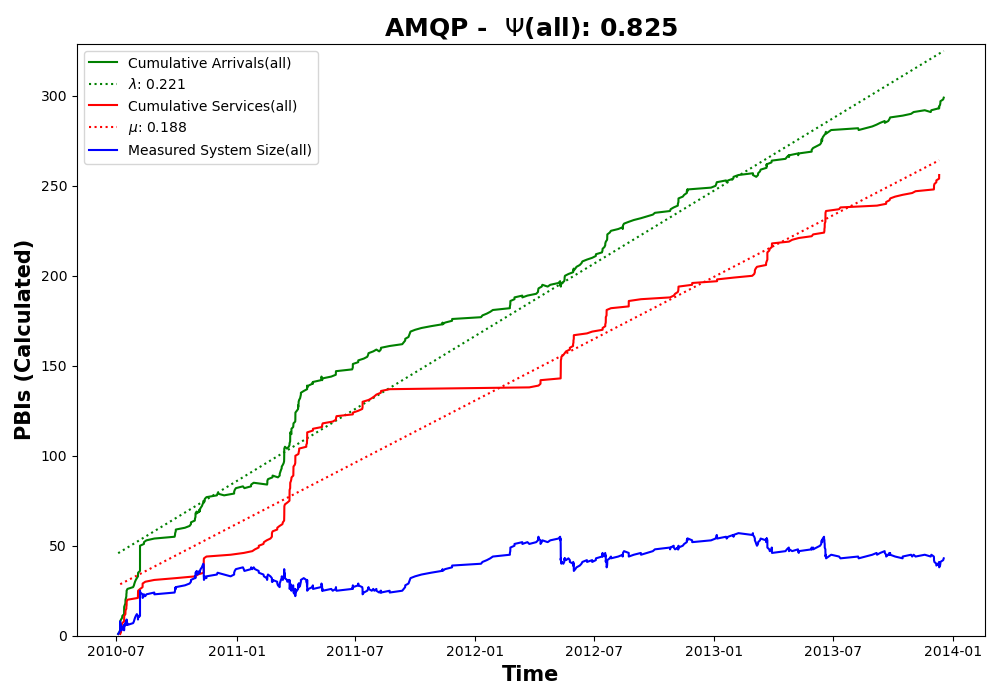 AMQP - Ψ(all): 0.825
Cumulative Arrivals(all)
λ: 0.221
Cumulative Services(all)
μ: 0.188
Measured System Size(all)
PBIs (Calculated)
300
250
200
150
100
50
0
2010-07 2011-01 2011-07 2012-01 2012-07 2013-01 2013-07 2014-01
Time